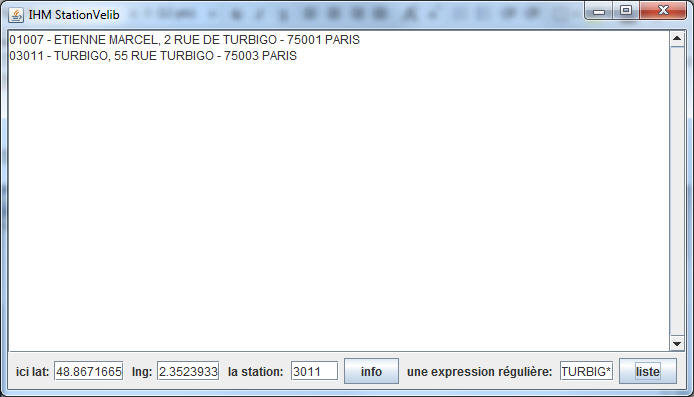 IHM StationVelib
01007 - ETIENNE MARCEL, 2 RUE DE TURBIGO - 75001 PARIS
03011 - TURBIGO, 55 RUE TURBIGO - 75003 PARIS
ici lat: 48.8671665 lng: 2.3523933 la station: 3011 info une expression régulière: TURBIG* liste